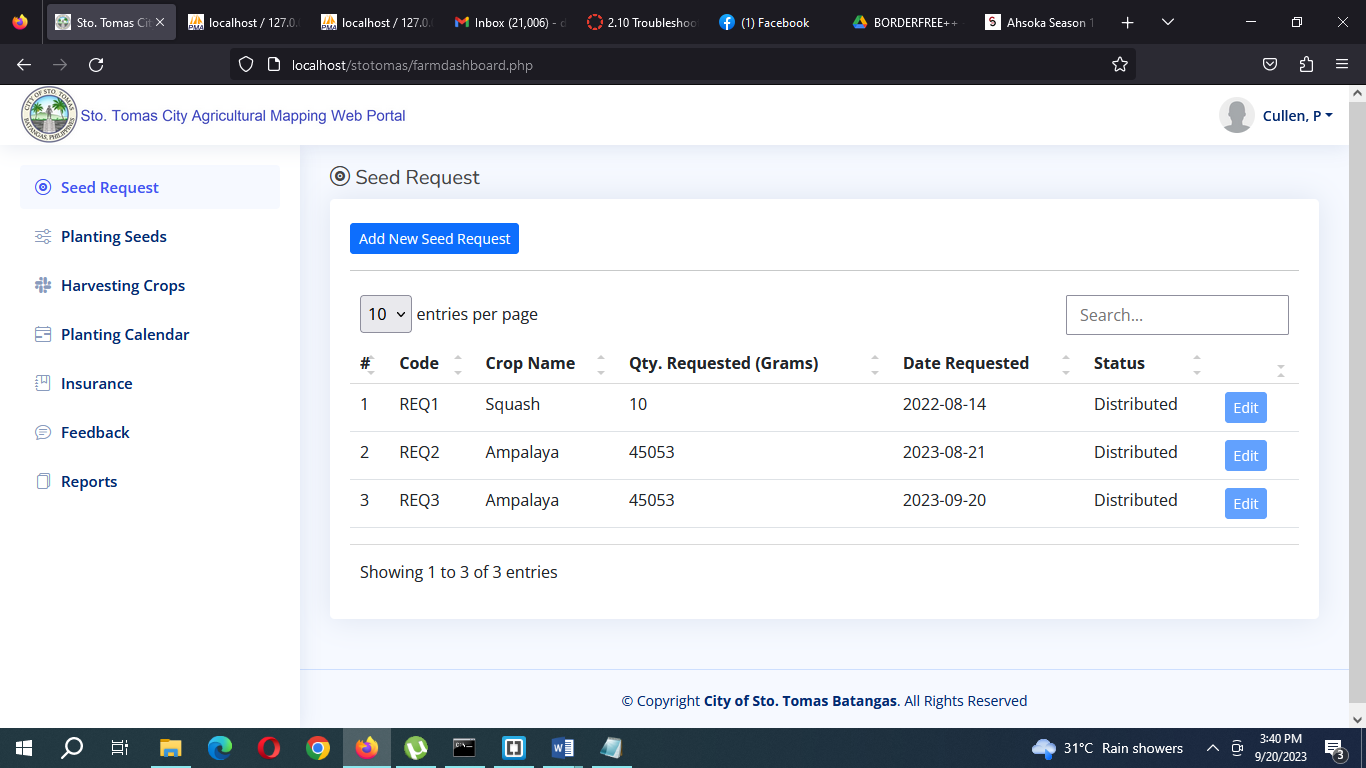 Sto. Tomas Cit
localhost / 127.0.
localhost / 127.0.
Inbox (21,006) - d
2.10 Troubleshoo
(1) Facebook
BORDERFREE++ -
Ahsoka Season 1
localhost/stotomas/farmdashboard.php
Sto. Tomas City Agricultural Mapping Web Portal
Cullen, P
Seed Request
Planting Seeds
Harvesting Crops
Planting Calendar
Insurance
Feedback
Reports
Seed Request
Add New Seed Request
10 entries per page
Search...
# Code Crop Name Qty. Requested (Grams) Date Requested Status
1 REQ1 Squash 10 2022-08-14 Distributed Edit
2 REQ2 Ampalaya 45053 2023-08-21 Distributed Edit
3 REQ3 Ampalaya 45053 2023-09-20 Distributed Edit
Showing 1 to 3 of 3 entries
© Copyright City of Sto. Tomas Batangas. All Rights Reserved
31°C Rain showers
3:40 PM
9/20/2023
3